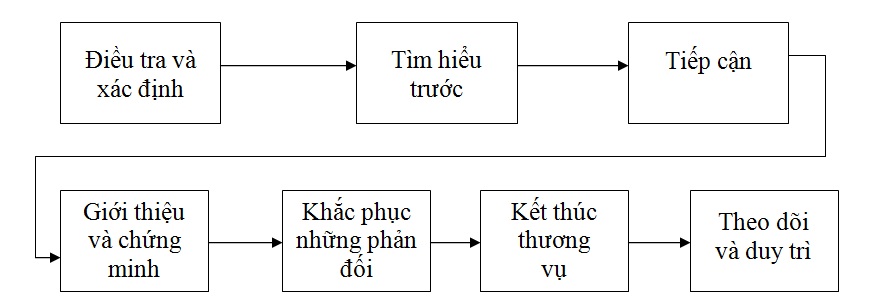 Điều tra và
xác định
Tìm hiểu
trước
Tiếp cận
Giới thiệu
và chứng
minh
Khắc phục
những phản
đối
Kết thúc
thương
vụ
Theo dõi
và duy trì